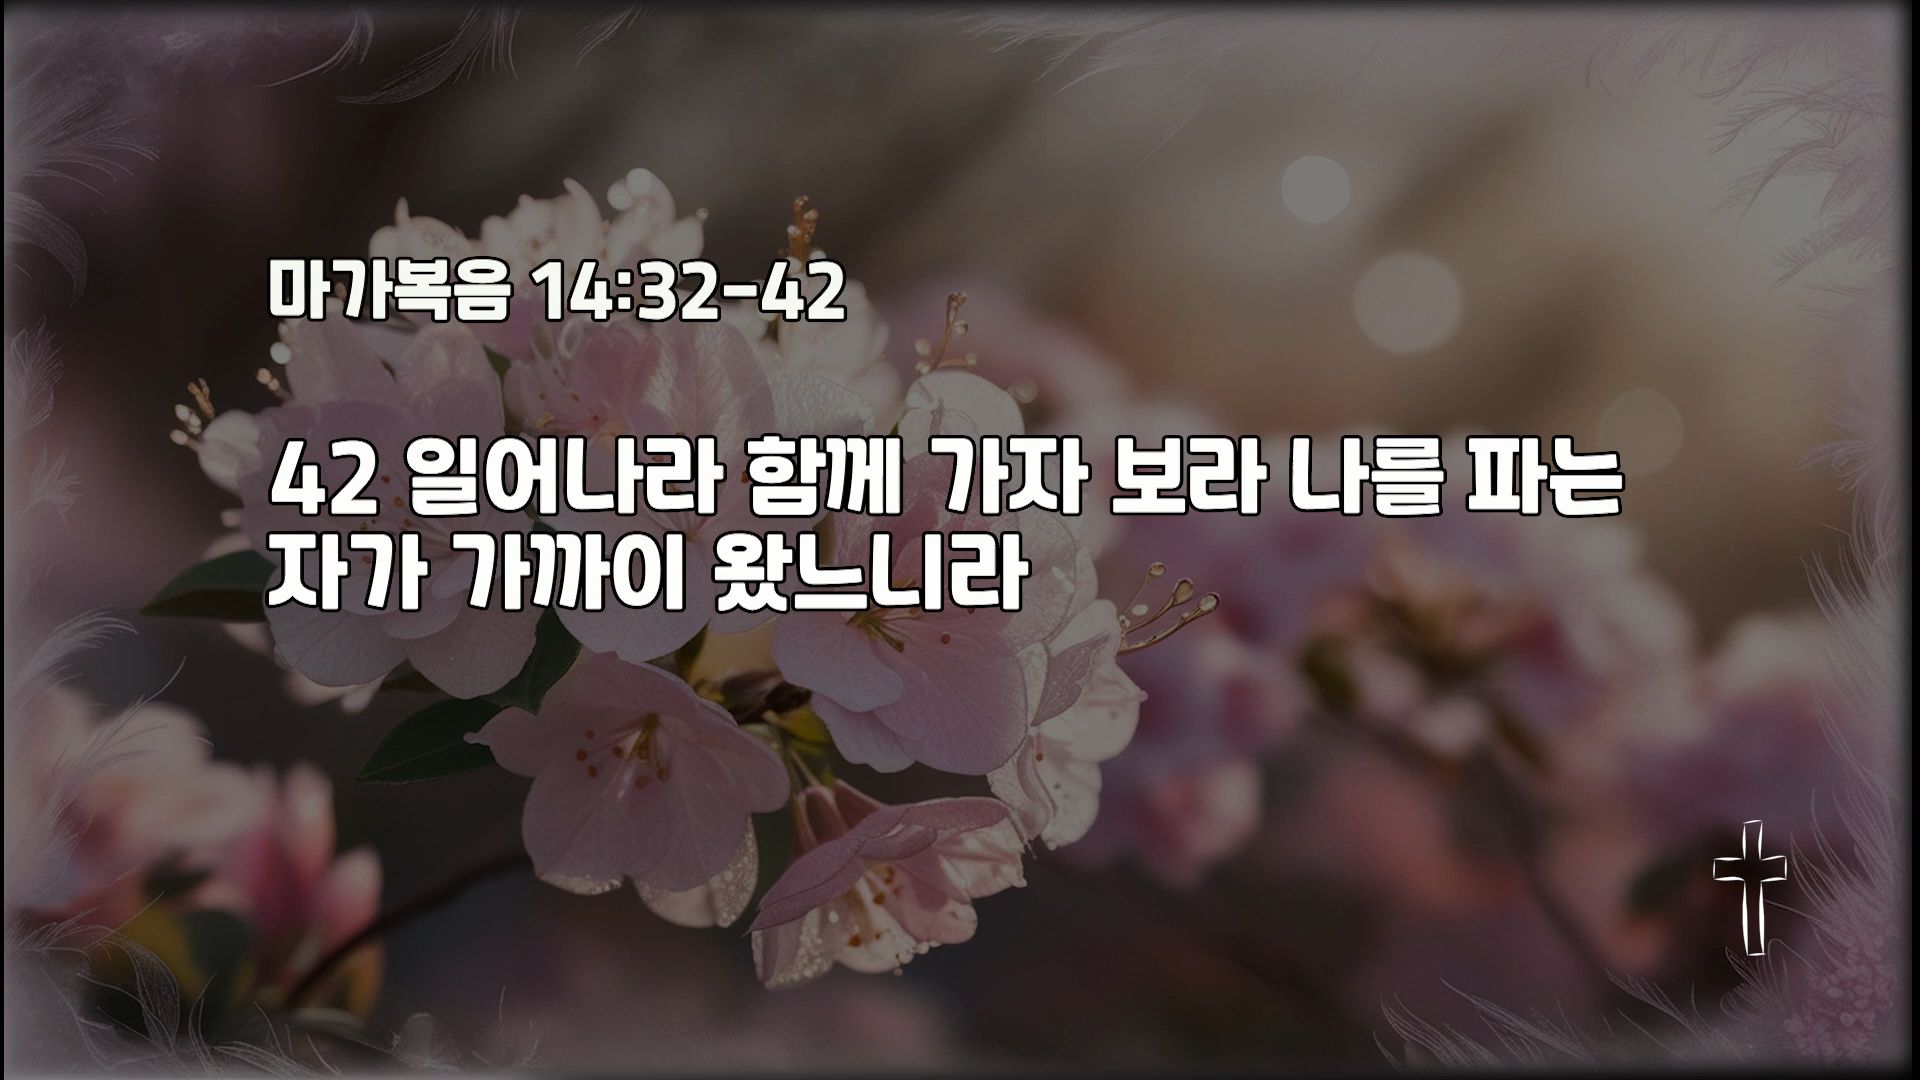 마가복음 14:32-42
42 일어나라 함께 가자 보라 나를 파는
자가 가까이 왔느니라